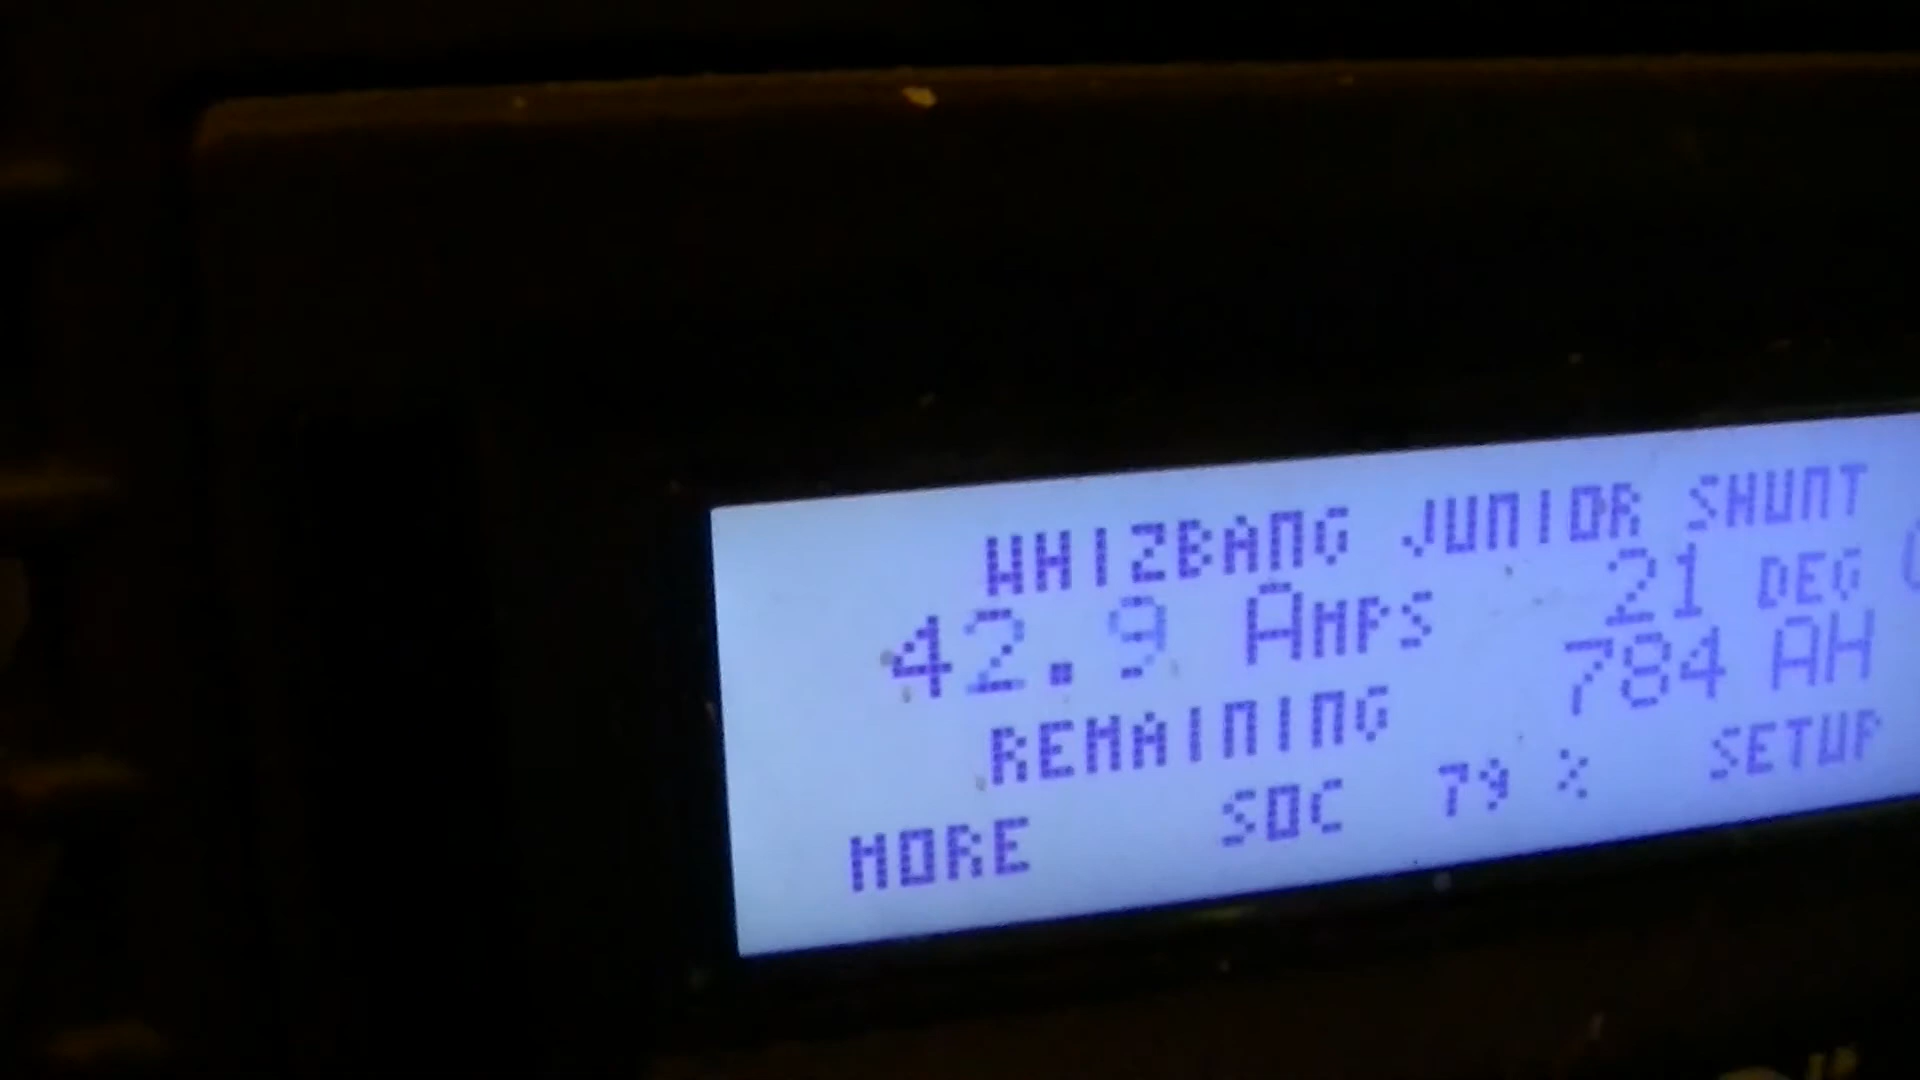 WHIZBANG JUNIOR SHUNT
42.9 AMPS 21 DEG
REMAINING 784 AH
MORE SOC 79 % SETUP